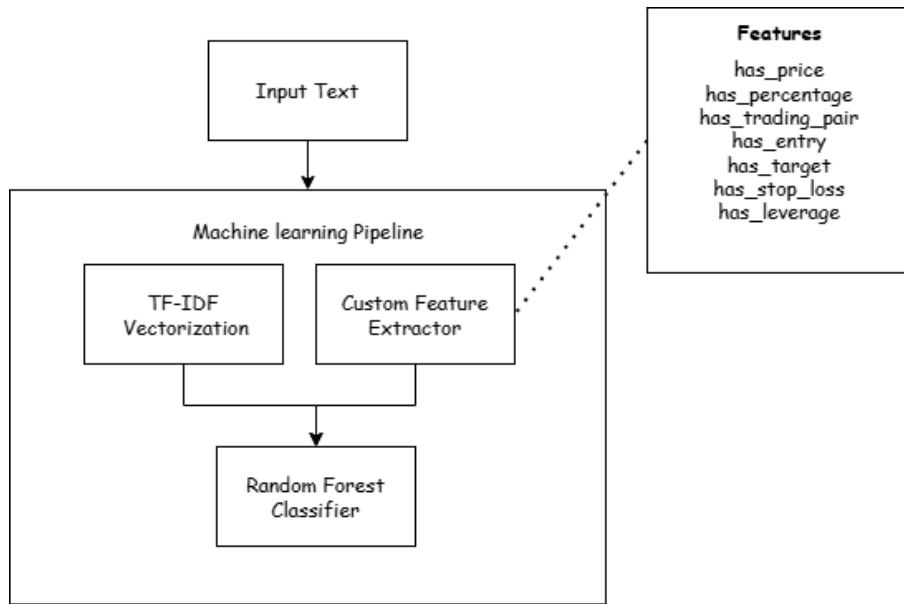 Input Text
Machine learning Pipeline
TF-IDF
Vectorization
Custom Feature
Extractor
Random Forest
Classifier
Features
has_price
has_percentage
has_trading_pair
has_entry
has_target
has_stop_loss
has_leverage